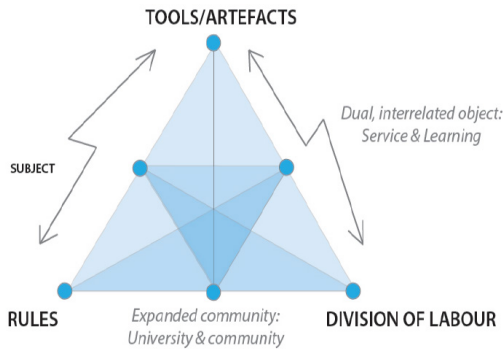 TOOLS/ARTEFACTS
Dual, interrelated object:
Service & Learning
SUBJECT
RULES
Expanded community:
University & community
DIVISION OF LABOUR